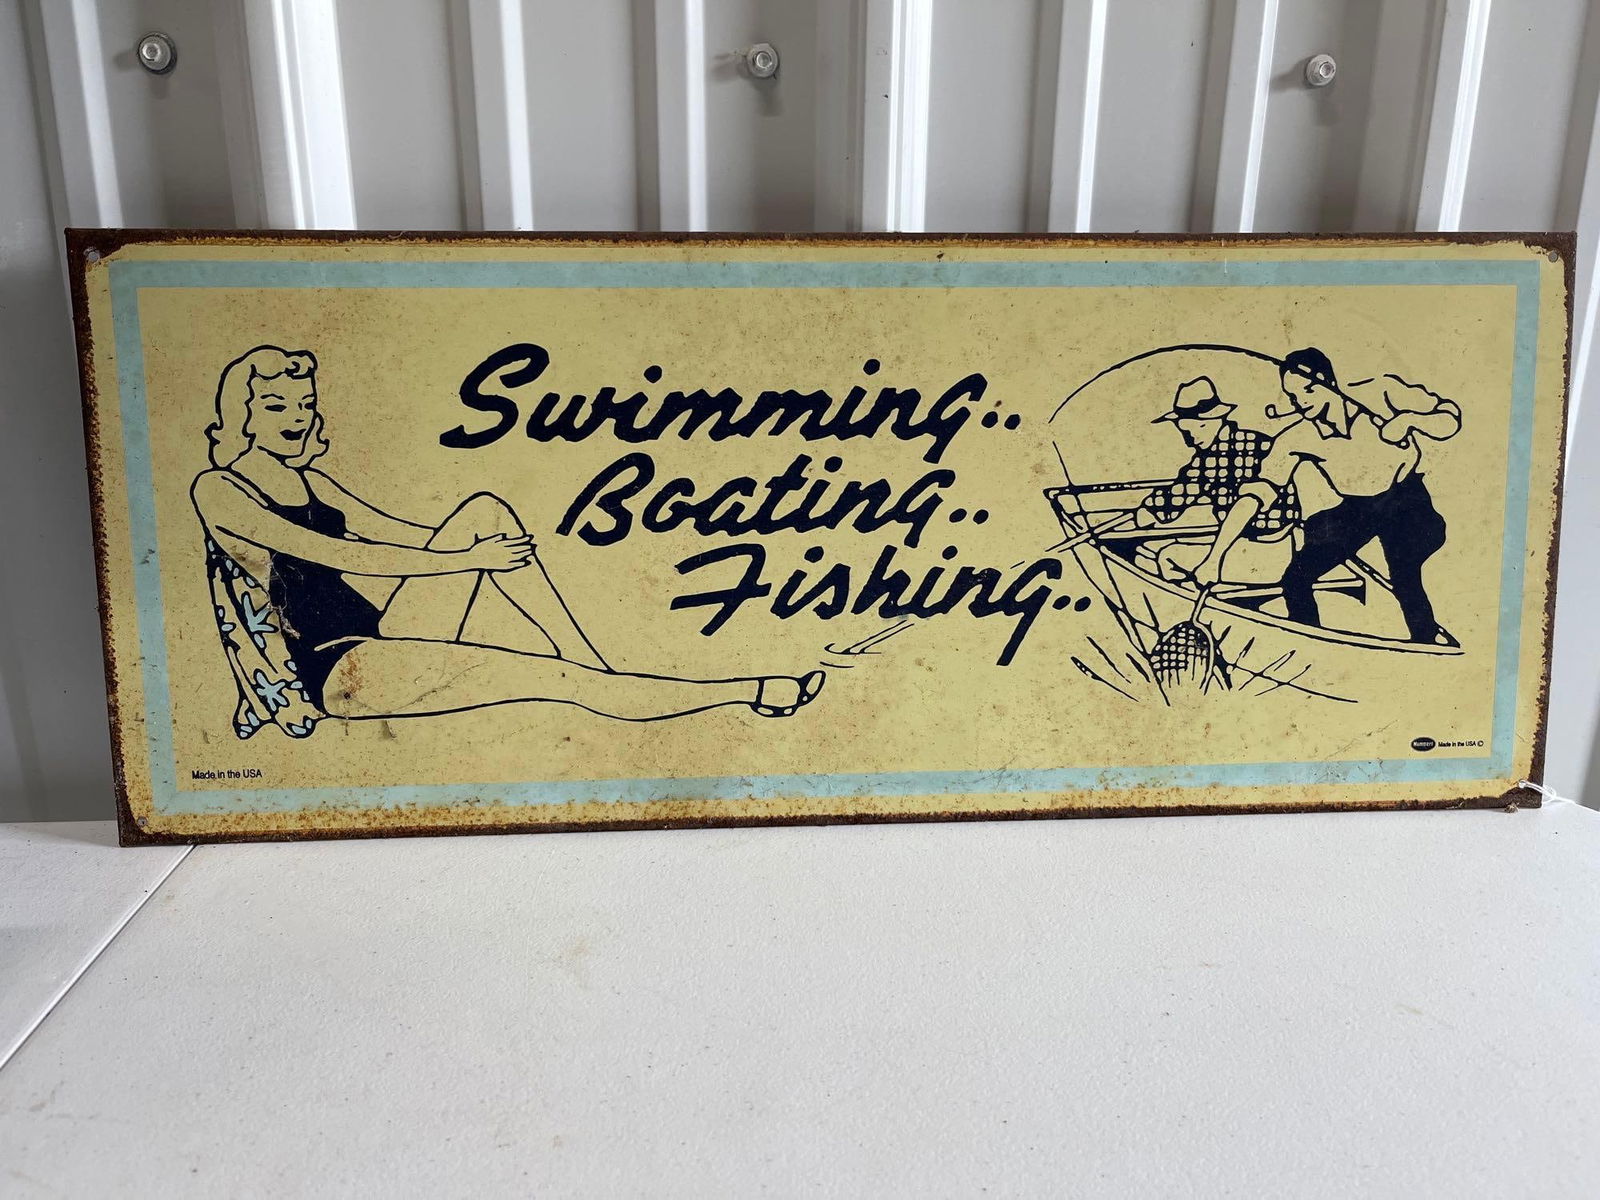 Swimming..
Boating..
Fishing..
Made in the USA
Made in the USA ©